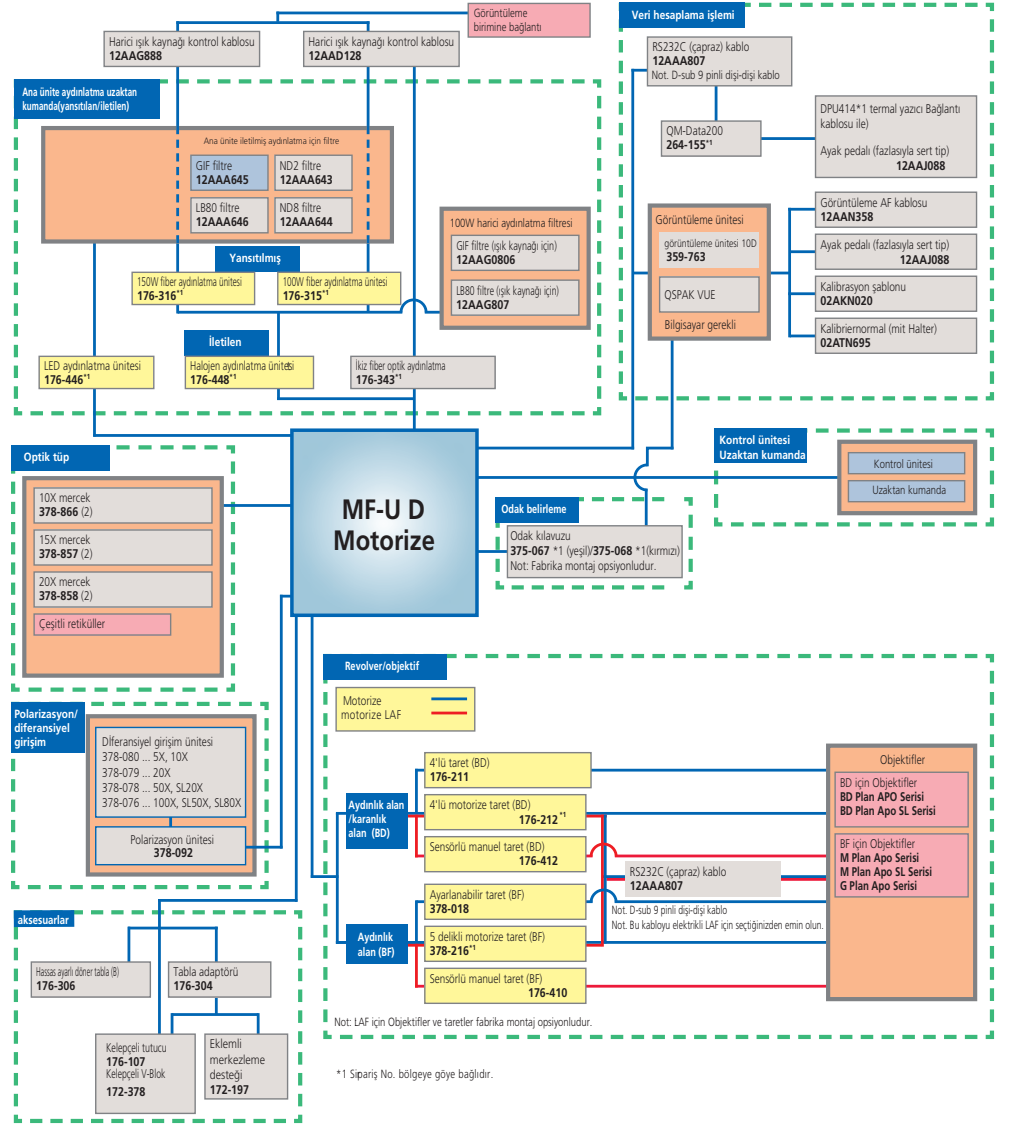 Görüntüleme
birimine bağlantı
Harici ışık kaynağı kontrol kablosu
12AAG888
Harici ışık kaynağı kontrol kablosu
12AAD128
Ana ünite aydınlatma uzaktan
kumanda(yansıtılan/iletilen)
Ana ünite iletilmiş aydınlatma için filtre
GIF filtre
12AAA645
ND2 filtre
12AAA643
LB80 filtre
12AAA646
ND8 filtre
12AAA644
Yansıtılmış
150W fiber aydınlatma ünitesi
176-316*1
100W fiber aydınlatma ünitesi
176-315*1
100W harici aydınlatma filtresi
GIF filtre (ışık kaynağı için)
12AAG0806
LB80 filtre (ışık kaynağı için)
12AAG807
İletilen
LED aydınlatma ünitesi
176-446*1
Halojen aydınlatma ünitesi
176-448*1
İkiz fiber optik aydınlatma
176-343*1
Veri hesaplama işlemi
RS232C (çapraz) kablo
12AAA807
Not. D-sub 9 pinli dişi-dişi kablo
QM-Data200
264-155*1
DPU414*1 termal yazıcı Bağlantı
kablosu ile)
Ayak pedalı (fazlasıyla sert tip)
12AAJ088
Görüntüleme ünitesi
görüntüleme ünitesi 10D
359-763
QSPAK VUE
Bilgisayar gerekli
Görüntüleme AF kablosu
12AAN358
Ayak pedalı (fazlasıyla sert tip)
12AAJ088
Kalibrasyon şablonu
02AKN020
Kalibriernormal (mit Halter)
02ATN695
Optik tüp
10X mercek
378-866 (2)
15X mercek
378-857 (2)
20X mercek
378-858 (2)
Çeşitli retiküller
MF-U D
Motorize
Odak belirleme
Odak kılavuzu
375-067 *1 (yeşil)/375-068 *1(kırmızı)
Not: Fabrika montaj opsiyonludur.
Kontrol ünitesi
Uzaktan kumanda
Kontrol ünitesi
Uzaktan kumanda
Polarizasyon/
diferansiyel
girişim
Dİferansiyel girişim ünitesi
378-080 ... 5X, 10X
378-079 ... 20X
378-078 ... 50X, SL20X
378-076 ... 100X, SL50X, SL80X
Polarizasyon ünitesi
378-092
aksesuarlar
Hassas ayarlı döner tabla (B)
176-306
Tabla adaptörü
176-304
Kelepçeli tutucu
176-107
Kelepçeli V-Blok
172-378
Eklemli
merkezleme
desteği
172-197
Revolver/objektif
Motorize
motorize LAF
Aydınlık alan
/karanlık
alan (BD)
4'lü taret (BD)
176-211
4'lü motorize taret (BD)
176-212 *1
Sensörlü manuel taret (BD)
176-412
Aydınlık
alan (BF)
Ayarlanabilir taret (BF)
378-018
5 delikli motorize taret (BF)
378-216*1
Sensörlü manuel taret (BF)
176-410
RS232C (çapraz) kablo
12AAA807
Not. D-sub 9 pinli dişi-dişi kablo
Not. Bu kabloyu elektrikli LAF için seçtiğinizden emin olun.
Objektifler
BD için Objektifler
BD Plan APO Serisi
BD Plan Apo SL Serisi
BF için Objektifler
M Plan Apo Serisi
M Plan Apo SL Serisi
G Plan Apo Serisi
Not: LAF için Objektifler ve taretler fabrika montaj opsiyonludur.
*1 Sipariş No. bölgeye göye bağlıdır.